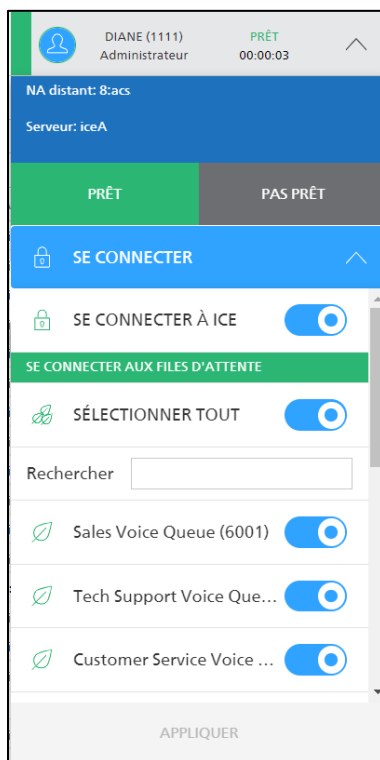 DIANE (1111)
PRÊT
Administrateur
00:00:03
NA distant: 8:acs
Serveur: iceA
PRÊT
PAS PRÊT
SE CONNECTER
SE CONNECTER À ICE
SE CONNECTER AUX FILES D'ATTENTE
SÉLECTIONNER TOUT
Rechercher
Sales Voice Queue (6001)
Tech Support Voice Que...
Customer Service Voice ...
APPLIQUER